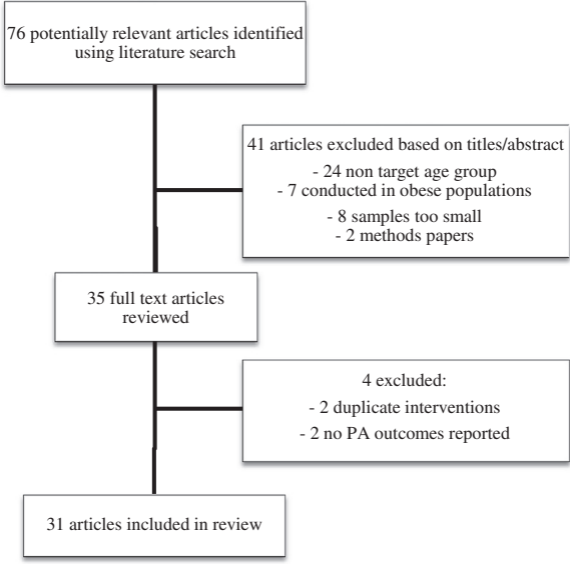 76 potentially relevant articles identified
using literature search
41 articles excluded based on titles/abstract
- 24 non target age group
- 7 conducted in obese populations
- 8 samples too small
- 2 methods papers
35 full text articles
reviewed
4 excluded:
- 2 duplicate interventions
- 2 no PA outcomes reported
31 articles included in review